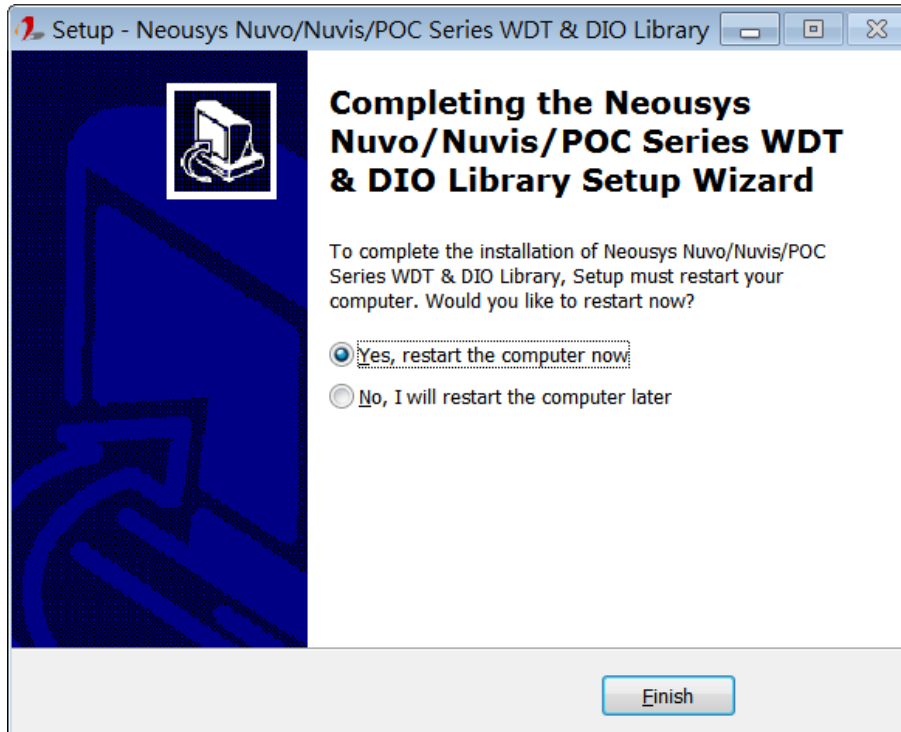 Setup - Neousys Nuvo/Nuvis/POC Series WDT & DIO Library
Completing the Neousys
Nuvo/Nuvis/POC Series WDT
& DIO Library Setup Wizard
To complete the installation of Neousys Nuvo/Nuvis/POC
Series WDT & DIO Library, Setup must restart your
computer. Would you like to restart now?
Yes, restart the computer now
No, I will restart the computer later
Finish